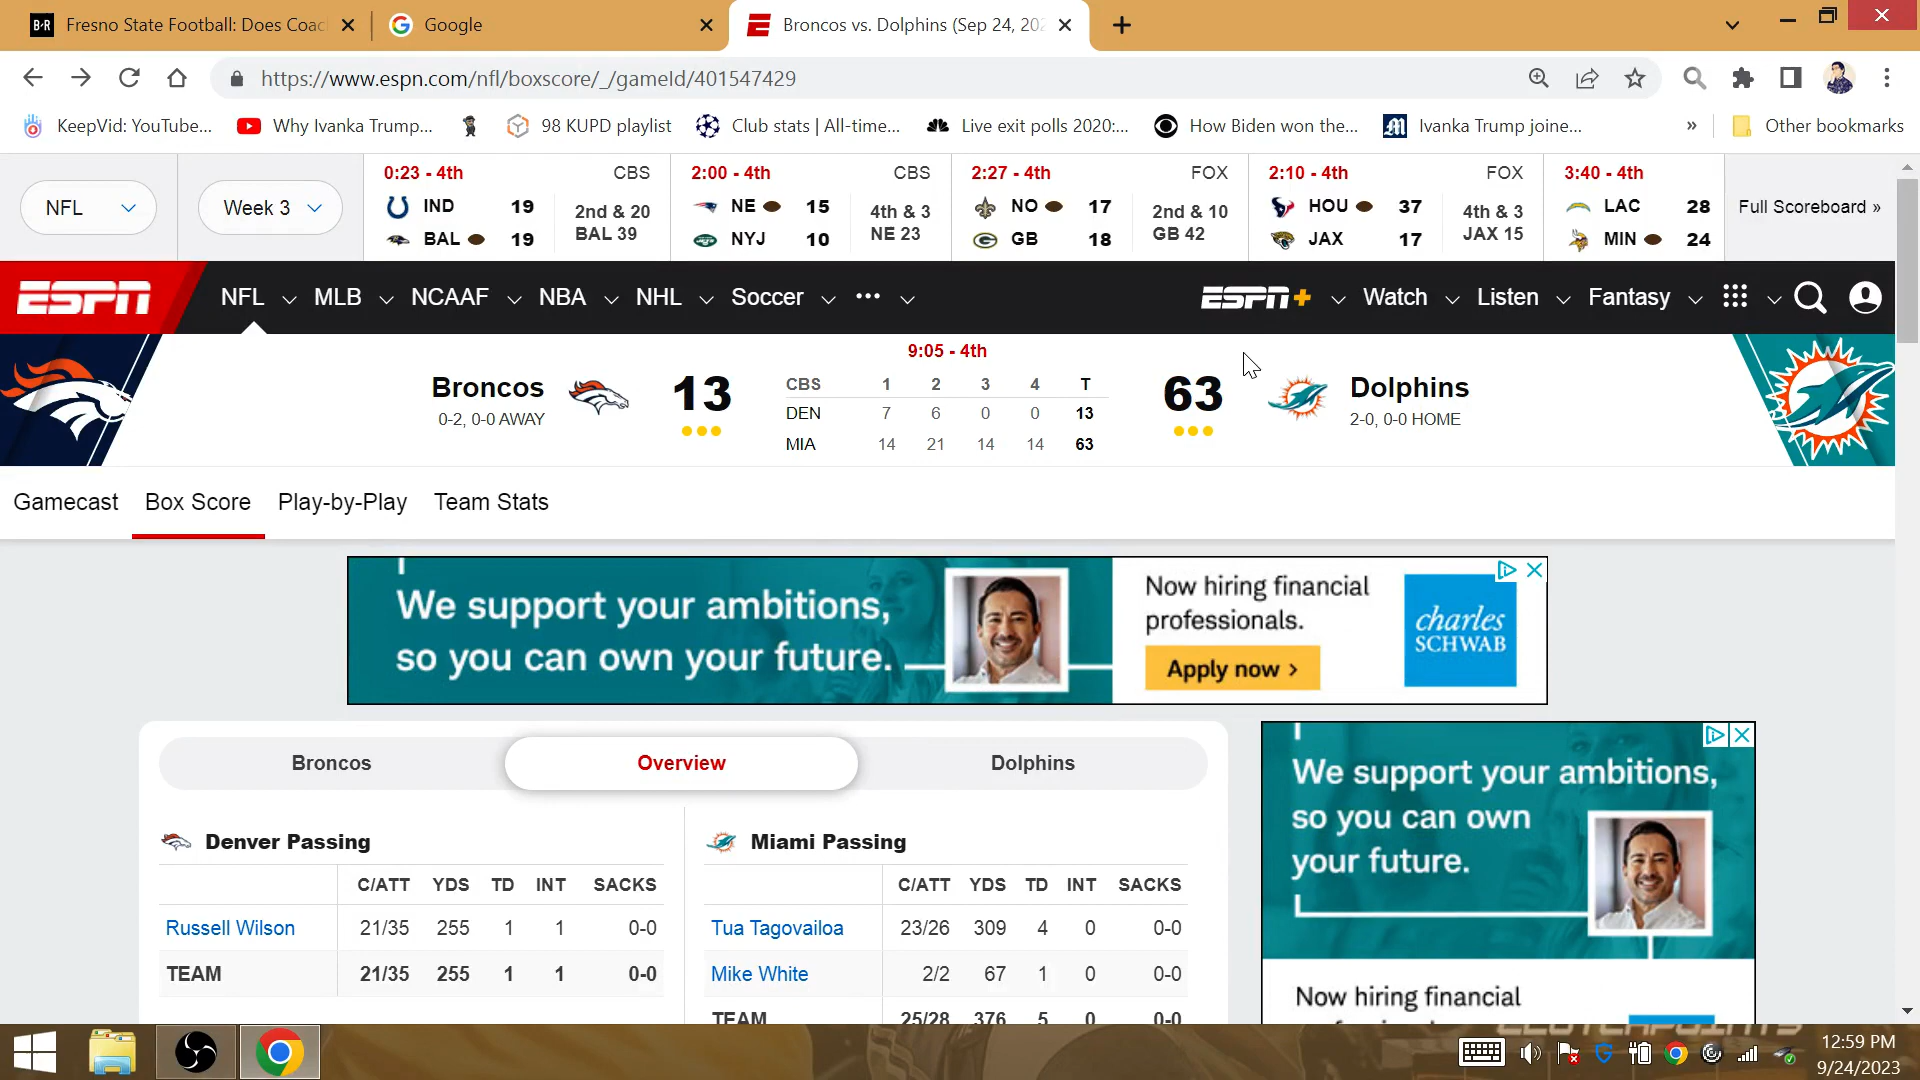 B/R Fresno State Football: Does Coac
Google
Broncos vs. Dolphins (Sep 24, 202
https://www.espn.com/nfl/boxscore/_/gameId/401547429
KeepVid: YouTube...
Why Ivanka Trump...
98 KUPD playlist
Club stats | All-time...
Live exit polls 2020:...
How Biden won the...
Ivanka Trump joine...
»
Other bookmarks
NFL
Week 3
0:23 - 4th CBS
IND 19 2nd & 20
BAL 19 BAL 39
2:00 - 4th CBS
NE 15 4th & 3
NYJ 10 NE 23
2:27 - 4th FOX
NO 17 2nd & 10
GB 18 GB 42
2:10 - 4th FOX
HOU 37 4th & 3
JAX 17 JAX 15
3:40 - 4th
LAC 28
MIN 24
Full Scoreboard »
ESPN NFL MLB NCAAF NBA NHL Soccer ••• ESPN+ Watch Listen Fantasy
9:05 - 4th
Broncos 13
0-2, 0-0 AWAY
CBS 1 2 3 4 T
DEN 7 6 0 0 13
MIA 14 21 14 14 63
63 Dolphins
2-0, 0-0 HOME
Gamecast Box Score Play-by-Play Team Stats
We support your ambitions,
so you can own your future.
Now hiring financial
professionals.
Apply now >
charles
SCHWAB
Broncos Overview Dolphins
Denver Passing
C/ATT YDS TD INT SACKS
Russell Wilson 21/35 255 1 1 0-0
TEAM 21/35 255 1 1 0-0
Miami Passing
C/ATT YDS TD INT SACKS
Tua Tagovailoa 23/26 309 4 0 0-0
Mike White 2/2 67 1 0 0-0
TEAM 25/28 376 5 0 0-0
We support your ambitions,
so you can own
your future.
Now hiring financial
12:59 PM
9/24/2023